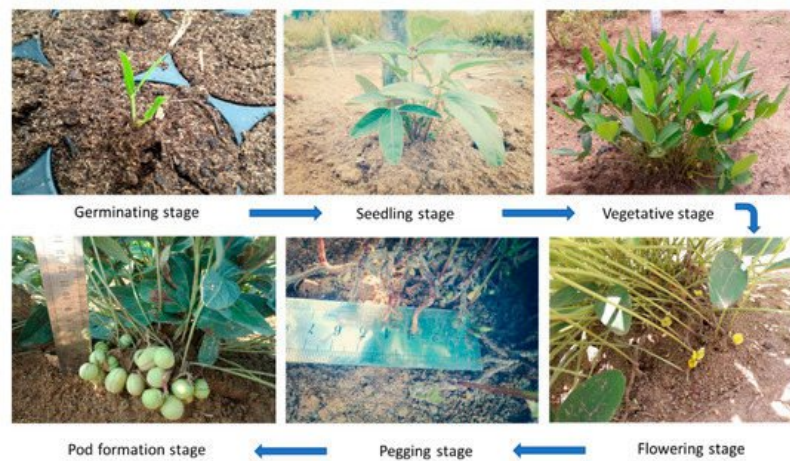 Germinating stage
Seedling stage
Vegetative stage
Flowering stage
Pegging stage
Pod formation stage